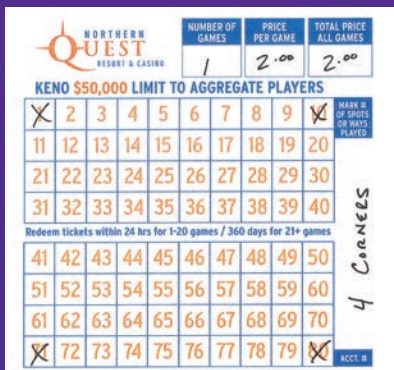 NORTHERN
QUEST
RESORT & CASINO
NUMBER OF GAMES
1
PRICE PER GAME
2.00
TOTAL PRICE ALL GAMES
2.00
KENO $50,000 LIMIT TO AGGREGATE PLAYERS
MARK # OF SPOTS OR WAYS PLAYED
1 2 3 4 5 6 7 8 9 10
11 12 13 14 15 16 17 18 19 20
21 22 23 24 25 26 27 28 29 30
31 32 33 34 35 36 37 38 39 40
Redeem tickets within 24 hrs for 1-20 games / 360 days for 21+ games
41 42 43 44 45 46 47 48 49 50
51 52 53 54 55 56 57 58 59 60
61 62 63 64 65 66 67 68 69 70
71 72 73 74 75 76 77 78 79 80
4 CORNERS
ACCT. #